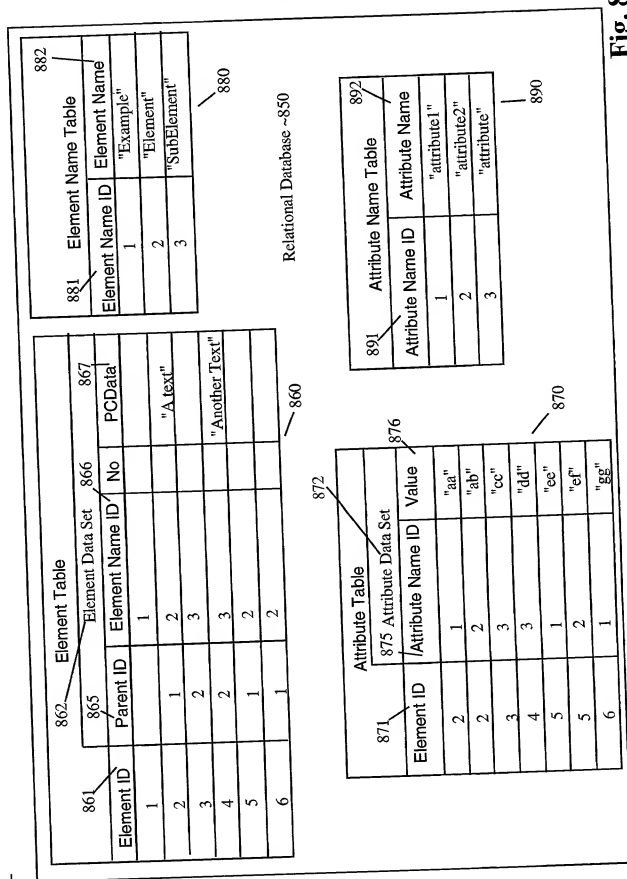 Element Table
862 Element Data Set
861 865 866 867
Element ID Parent ID Element Name ID No PCData
1 1
2 1 2 "A text"
3 2 3
4 2 3 "Another Text"
5 1 2
6 1 2
860
Element Name Table
881 882
Element Name ID Element Name
1 "Example"
2 "Element"
3 "SubElement"
880
Relational Database ~850
Attribute Table
872
875 Attribute Data Set
871 876
Element ID Attribute Name ID Value
2 1 "aa"
2 2 "ab"
3 3 "cc"
4 3 "dd"
5 1 "ee"
5 2 "ef"
6 1 "gg"
870
Attribute Name Table
891 892
Attribute Name ID Attribute Name
1 "attribute1"
2 "attribute2"
3 "attribute"
890
Fig. 8